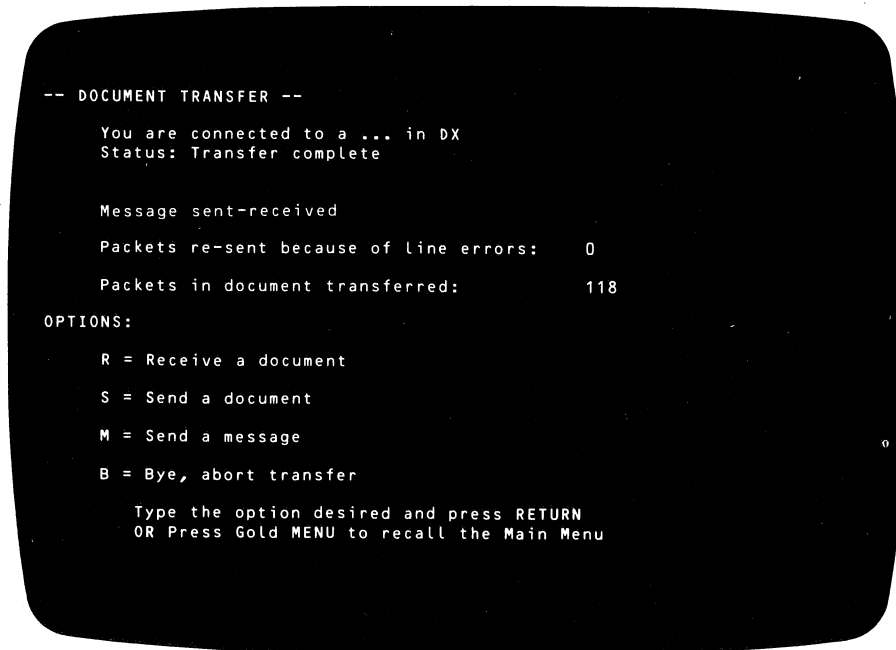 -- DOCUMENT TRANSFER --
You are connected to a ... in DX
Status: Transfer complete
Message sent-received
Packets re-sent because of line errors: 0
Packets in document transferred: 118
OPTIONS:
R = Receive a document
S = Send a document
M = Send a message
B = Bye, abort transfer
Type the option desired and press RETURN
OR Press Gold MENU to recall the Main Menu